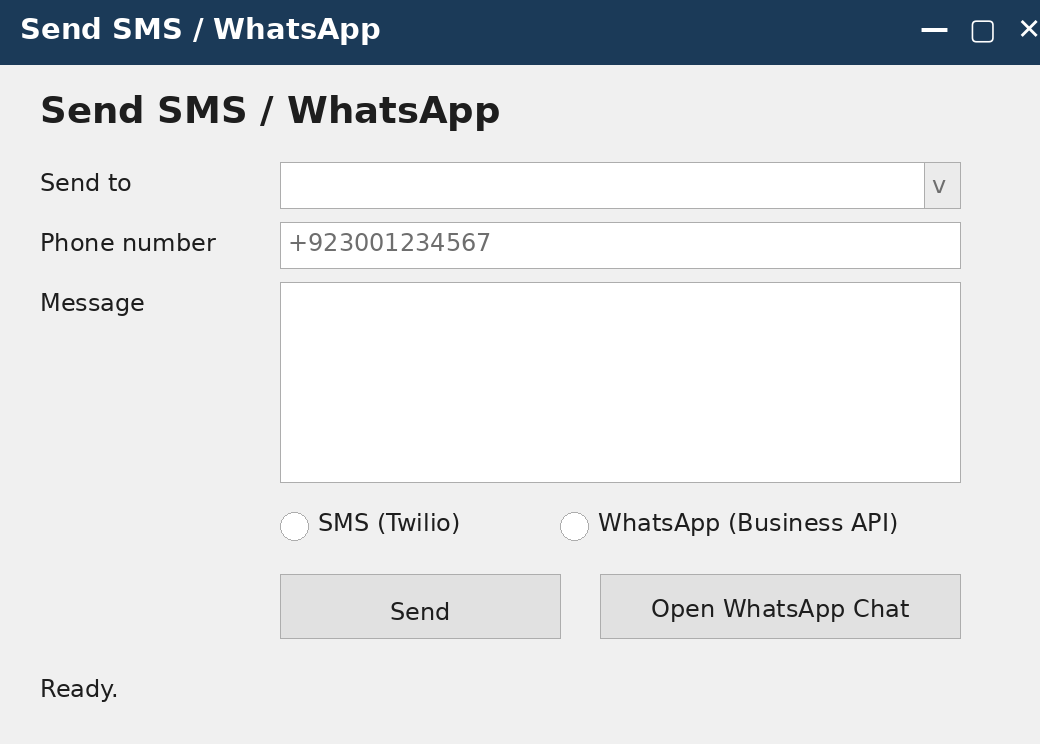 Send SMS / WhatsApp
Send SMS / WhatsApp
Send to
v
Phone number
+923001234567
Message
SMS (Twilio)
WhatsApp (Business API)
Send
Open WhatsApp Chat
Ready.